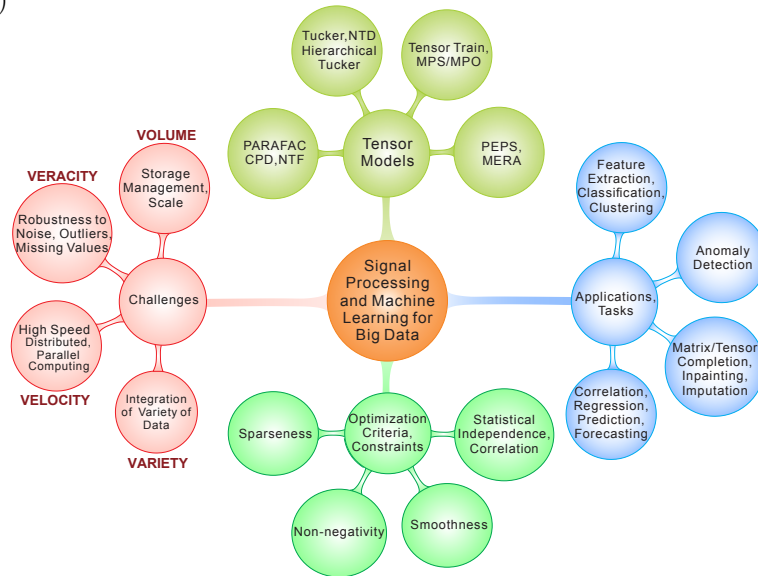 )
Tucker,NTD
Hierarchical
Tucker
Tensor Train,
MPS/MPO
PARAFAC
CPD,NTF
Tensor
Models
PEPS,
MERA
VOLUME
Storage
Management,
Scale
VERACITY
Robustness to
Noise, Outliers,
Missing Values
Challenges
High Speed
Distributed,
Parallel
Computing
VELOCITY
Integration
of Variety of
Data
VARIETY
Signal
Processing
and Machine
Learning for
Big Data
Feature
Extraction,
Classification,
Clustering
Anomaly
Detection
Applications,
Tasks
Matrix/Tensor
Completion,
Inpainting,
Imputation
Correlation,
Regression,
Prediction,
Forecasting
Sparseness
Optimization
Criteria,
Constraints
Statistical
Independence,
Correlation
Non-negativity
Smoothness